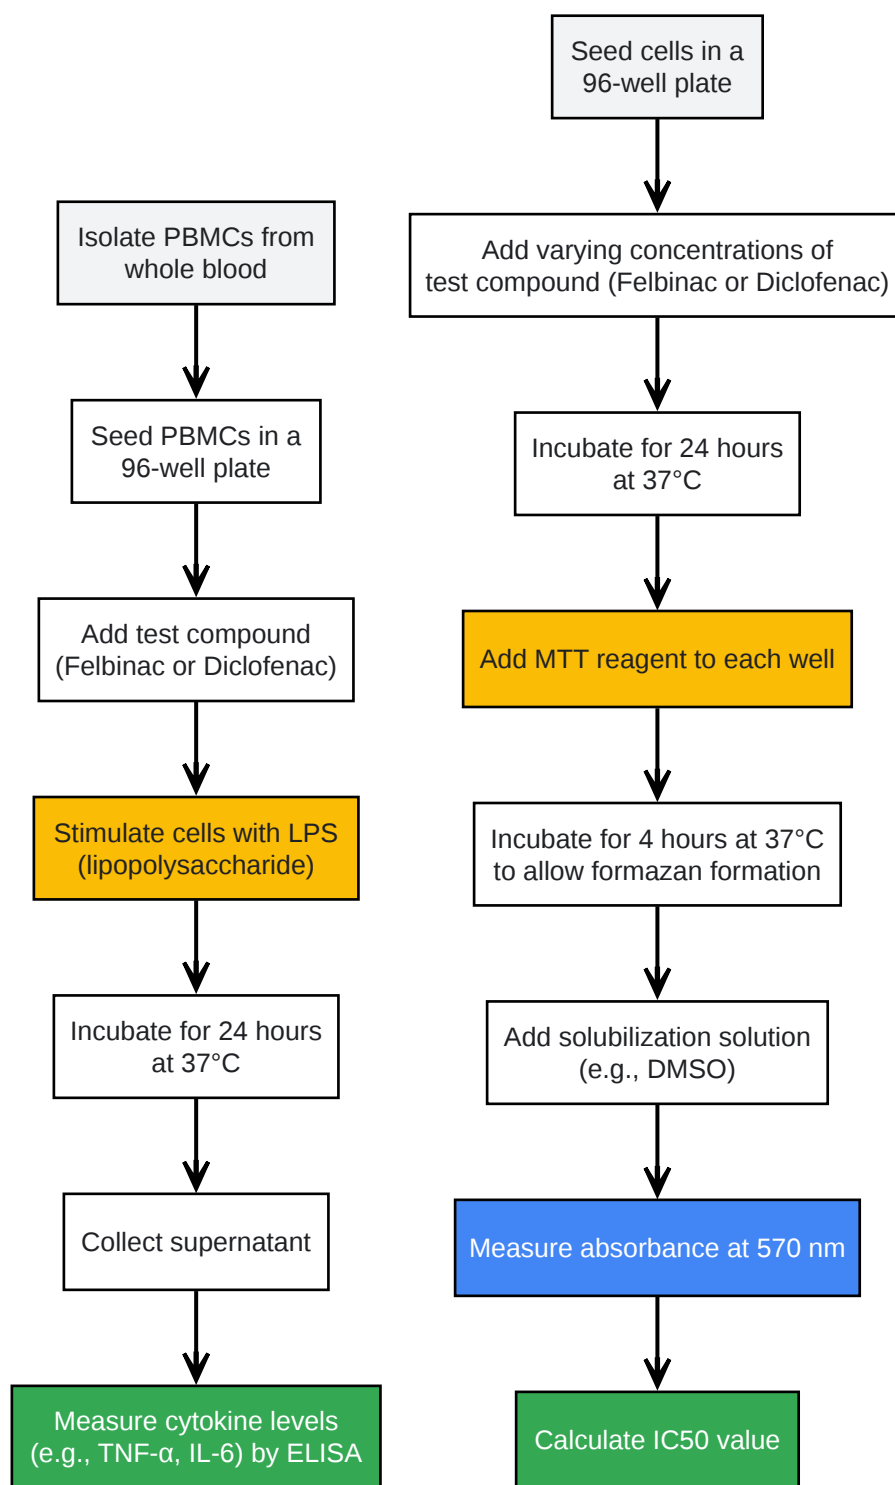 Isolate PBMCs from
whole blood
Seed PBMCs in a
96-well plate
Add test compound
(Felbinac or Diclofenac)
Stimulate cells with LPS
(lipopolysaccharide)
Incubate for 24 hours
at 37°C
Collect supernatant
Measure cytokine levels
(e.g., TNF-α, IL-6) by ELISA
Seed cells in a
96-well plate
Add varying concentrations of
test compound (Felbinac or Diclofenac)
Incubate for 24 hours
at 37°C
Add MTT reagent to each well
Incubate for 4 hours at 37°C
to allow formazan formation
Add solubilization solution
(e.g., DMSO)
Measure absorbance at 570 nm
Calculate IC50 value